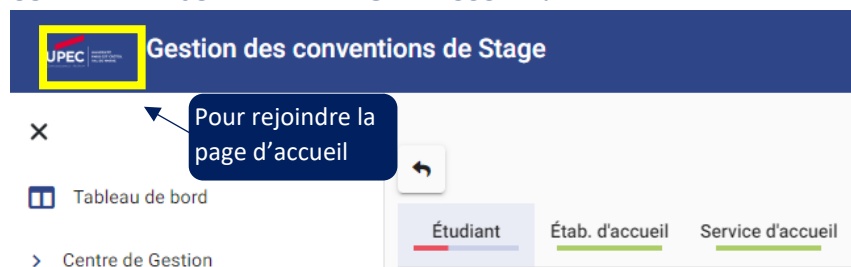 UPEC
Gestion des conventions de Stage
Pour rejoindre la
page d'accueil
Tableau de bord
Étudiant
Étab. d'accueil
Service d'accueil
Centre de Gestion